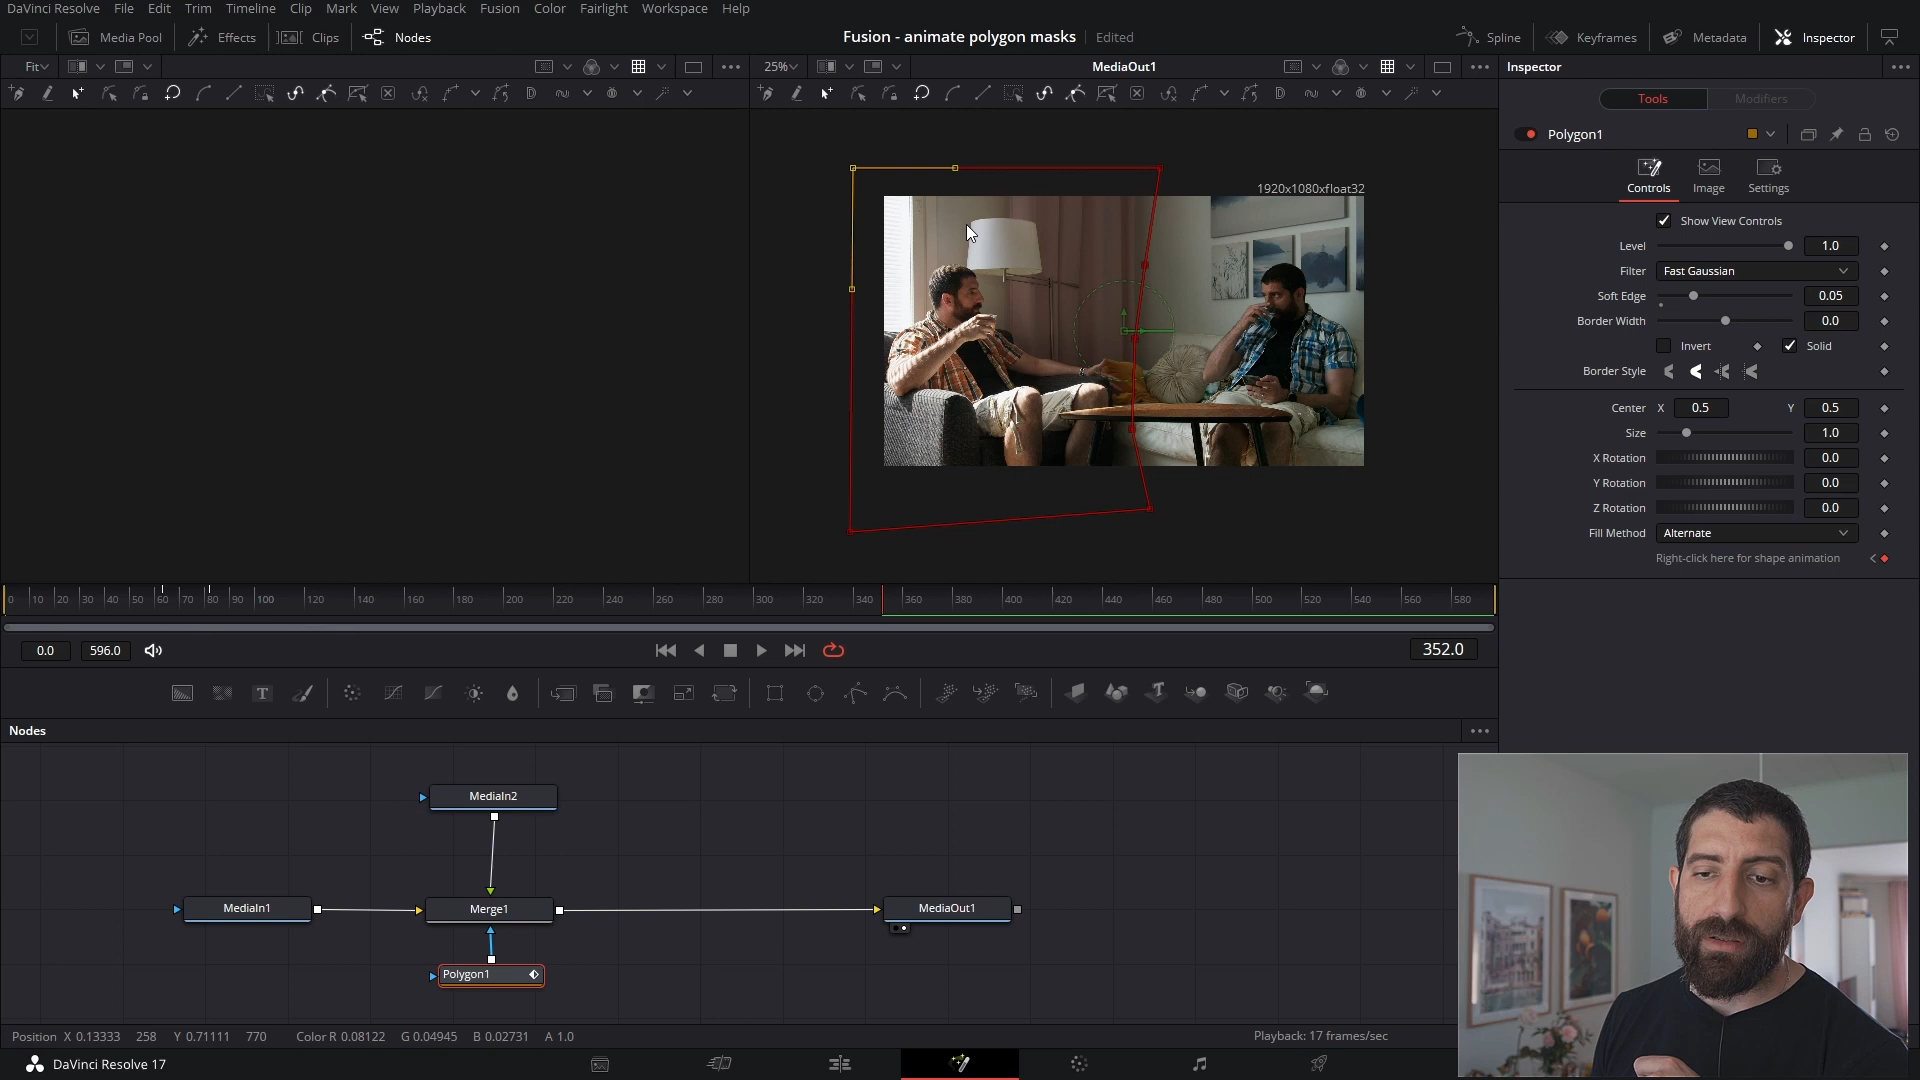 DaVinci Resolve File Edit Trim Timeline Clip Mark View Playback Fusion Color Fairlight Workspace Help
Media Pool Effects Clips Nodes Fusion - animate polygon masks Edited Spline Keyframes Metadata Inspector
Fit 25% MediaOut1 Inspector
Tools Modifiers
Polygon1
Controls Image Settings
1920x1080xfloat32
Show View Controls
Level 1.0
Filter Fast Gaussian
Soft Edge 0.05
Border Width 0.0
Invert Solid
Border Style
Center X 0.5 Y 0.5
Size 1.0
X Rotation 0.0
Y Rotation 0.0
Z Rotation 0.0
Fill Method Alternate
Right-click here for shape animation
0 10 20 30 40 50 60 70 80 90 100 120 140 160 180 200 220 240 260 280 300 320 340 360 380 400 420 440 460 480 500 520 540 560 580
0.0 596.0 352.0
Nodes
MediaIn2
MediaIn1 Merge1 MediaOut1
Polygon1
Position X 0.13333 258 Y 0.71111 770 Color R 0.08122 G 0.04945 B 0.02731 A 1.0 Playback: 17 frames/sec
DaVinci Resolve 17